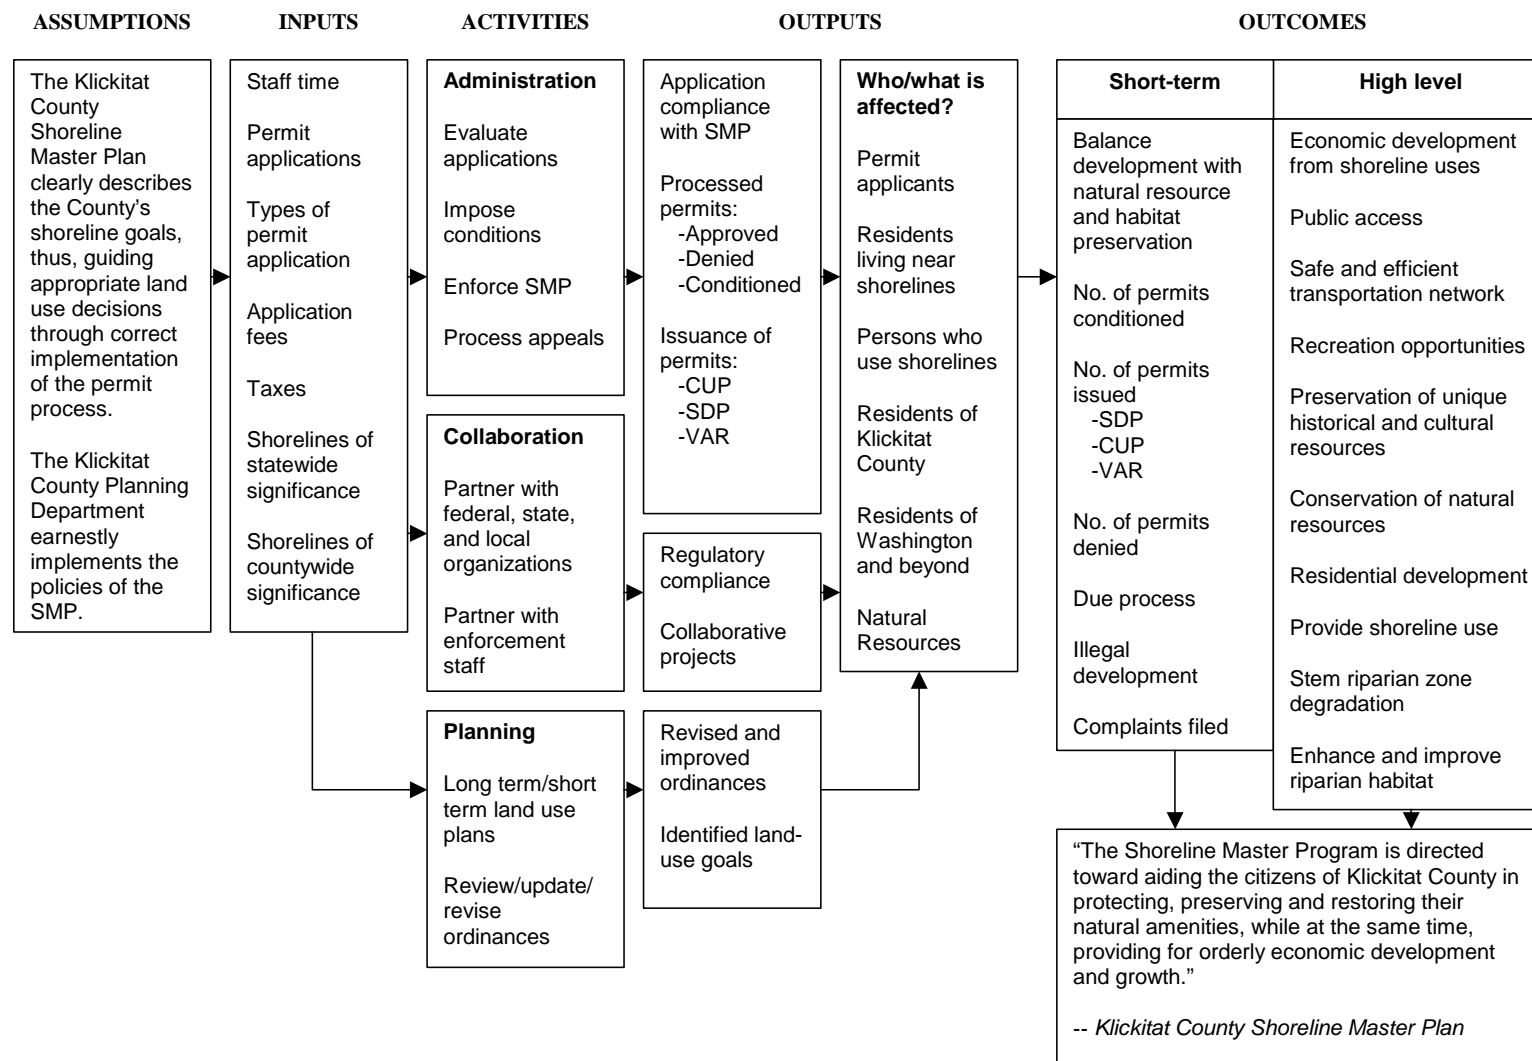 ASSUMPTIONS
INPUTS
ACTIVITIES
OUTPUTS
OUTCOMES
The Klickitat
County
Shoreline
Master Plan
clearly describes
the County’s
shoreline goals,
thus, guiding
appropriate land
use decisions
through correct
implementation
of the permit
process.
The Klickitat
County Planning
Department
earnestly
implements the
policies of the
SMP.
Staff time
Permit
applications
Types of
permit
application
Application
fees
Taxes
Shorelines of
statewide
significance
Shorelines of
countywide
significance
Administration
Evaluate
applications
Impose
conditions
Enforce SMP
Process appeals
Collaboration
Partner with
federal, state,
and local
organizations
Partner with
enforcement
staff
Planning
Long term/short
term land use
plans
Review/update/
revise
ordinances
Application
compliance
with SMP
Processed
permits:
-Approved
-Denied
-Conditioned
Issuance of
permits:
-CUP
-SDP
-VAR
Regulatory
compliance
Collaborative
projects
Revised and
improved
ordinances
Identified land-
use goals
Who/what is
affected?
Permit
applicants
Residents
living near
shorelines
Persons who
use shorelines
Residents of
Klickitat
County
Residents of
Washington
and beyond
Natural
Resources
Short-term
Balance
development with
natural resource
and habitat
preservation
No. of permits
conditioned
No. of permits
issued
-SDP
-CUP
-VAR
No. of permits
denied
Due process
Illegal
development
Complaints filed
High level
Economic development
from shoreline uses
Public access
Safe and efficient
transportation network
Recreation opportunities
Preservation of unique
historical and cultural
resources
Conservation of natural
resources
Residential development
Provide shoreline use
Stem riparian zone
degradation
Enhance and improve
riparian habitat
“The Shoreline Master Program is directed
toward aiding the citizens of Klickitat County in
protecting, preserving and restoring their
natural amenities, while at the same time,
providing for orderly economic development
and growth.”
-- Klickitat County Shoreline Master Plan